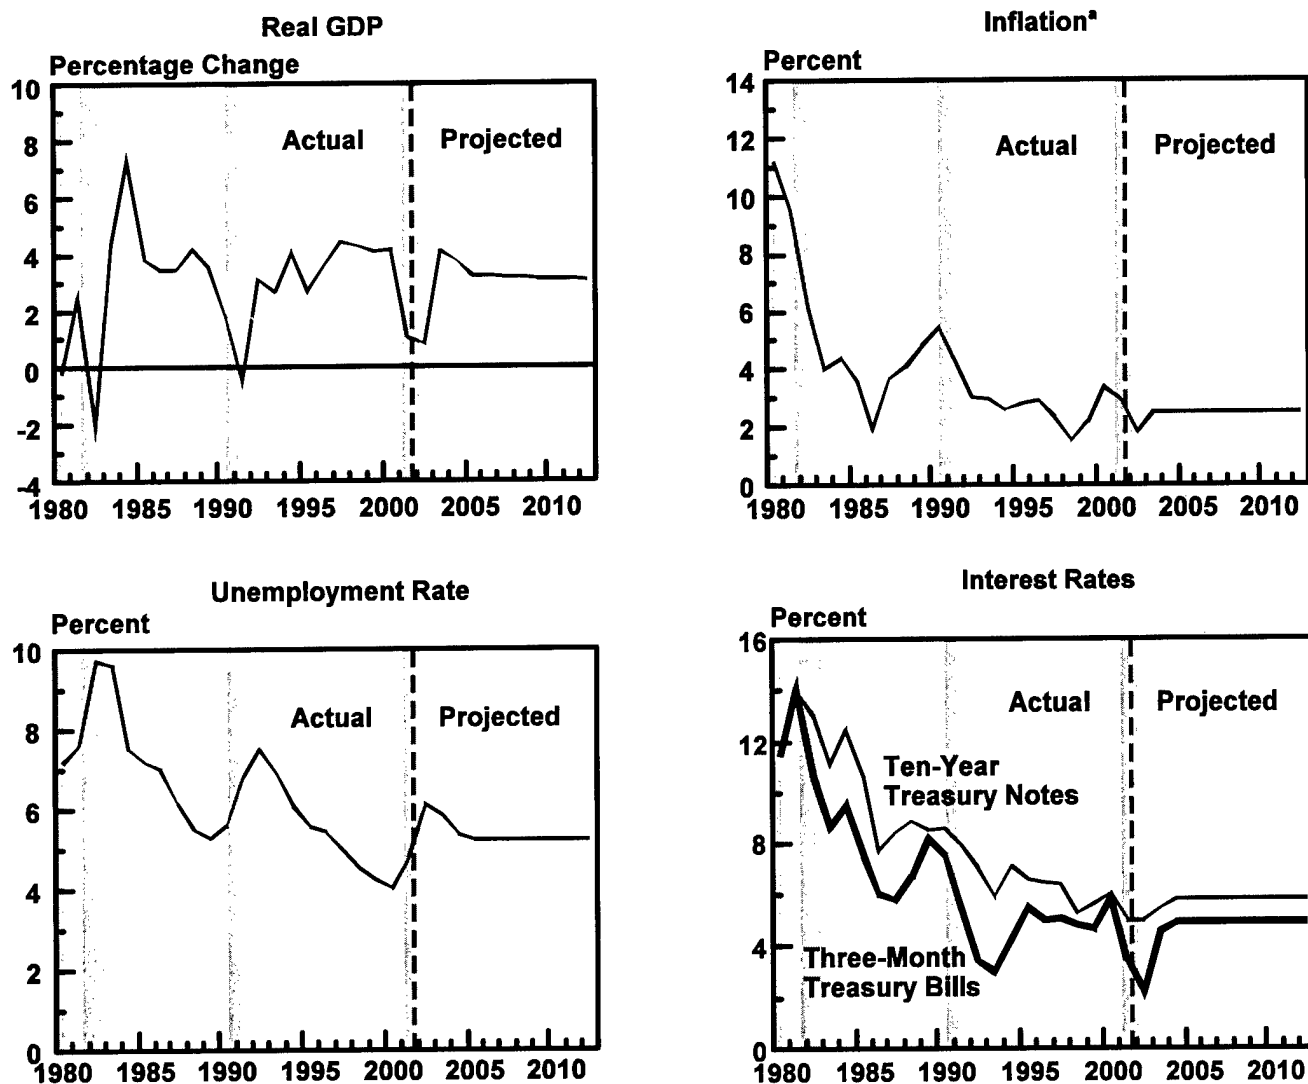 Real GDP
Percentage Change
10
8
6
4
2
0
-2
-4
Actual
Projected
1980 1985 1990 1995 2000 2005 2010
Inflationᵃ
Percent
14
12
10
8
6
4
2
0
Actual
Projected
1980 1985 1990 1995 2000 2005 2010
Unemployment Rate
Percent
10
8
6
4
2
0
Actual
Projected
1980 1985 1990 1995 2000 2005 2010
Interest Rates
Percent
16
12
8
4
0
Actual
Projected
Ten-Year
Treasury Notes
Three-Month
Treasury Bills
1980 1985 1990 1995 2000 2005 2010